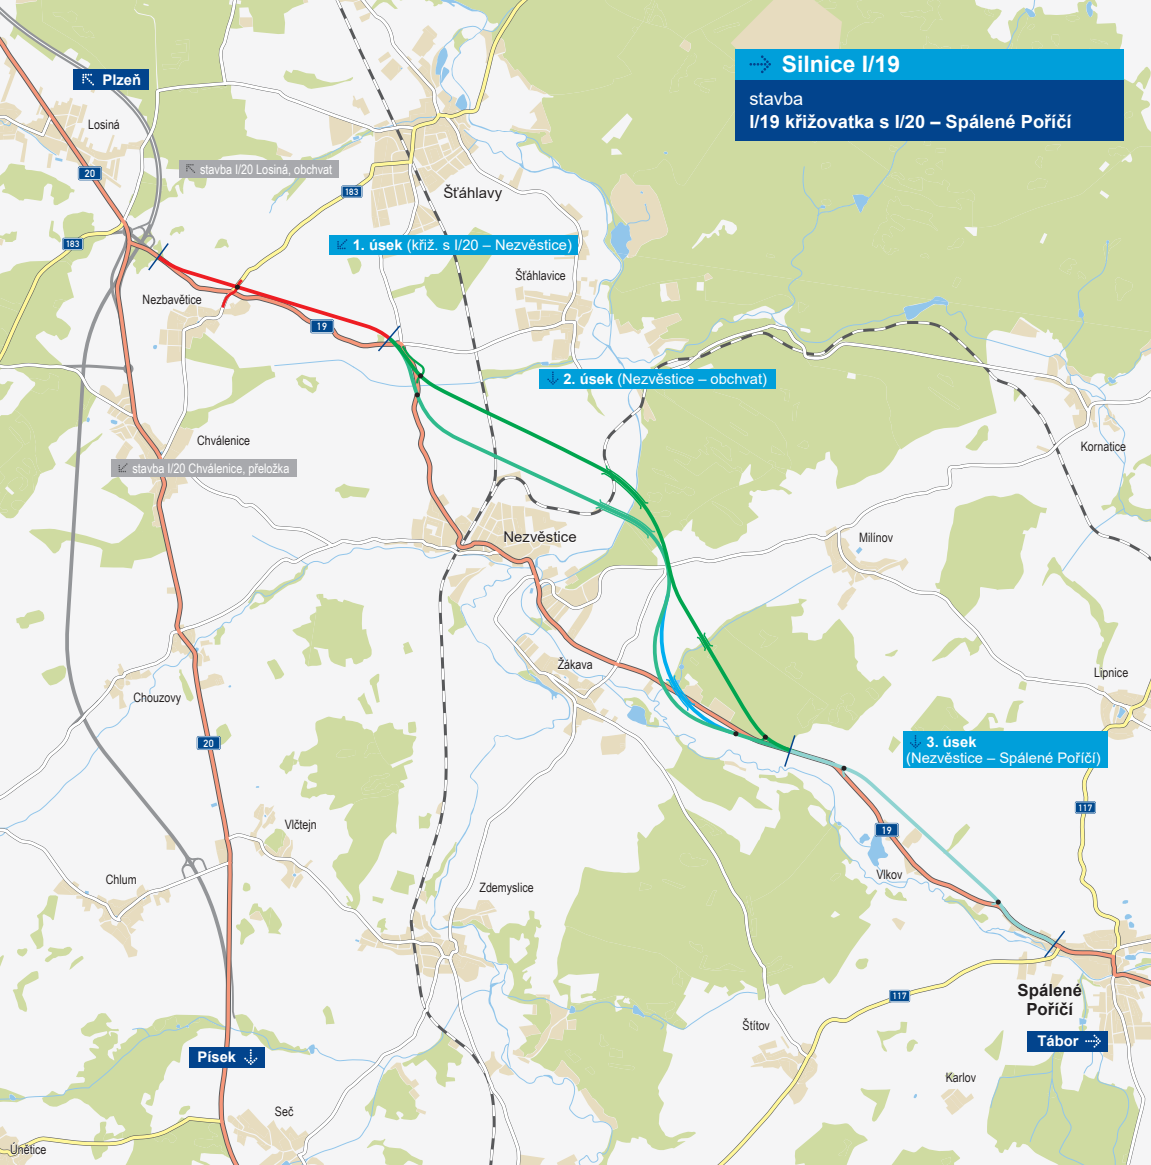 Silnice I/19
stavba
I/19 křižovatka s I/20 – Spálené Poříčí
Plzeň
Losiná
20
stavba I/20 Losiná, obchvat
183
Šťáhlavy
183
1. úsek (křiž. s I/20 – Nezvěstice)
Šťáhlavice
Nezbavětice
19
2. úsek (Nezvěstice – obchvat)
Chválenice
Kornatice
stavba I/20 Chválenice, přeložka
Nezvěstice
Milínov
Žákava
Lipnice
Chouzovy
20
3. úsek
(Nezvěstice – Spálené Poříčí)
117
Vlčtejn
19
Vlkov
Chlum
Zdemyslice
117
Spálené
Poříčí
Štítov
Tábor
Písek
Karlov
Seč
Únětice